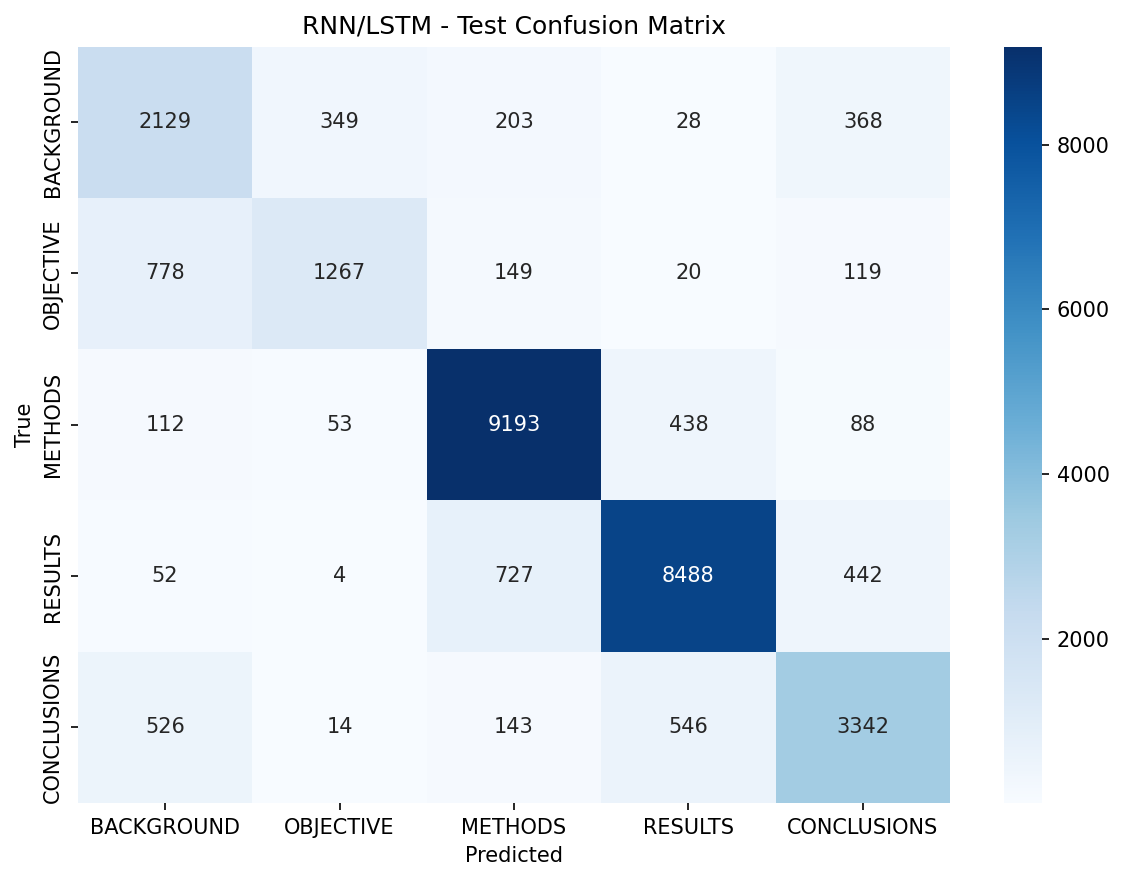 RNN/LSTM - Test Confusion Matrix
True
BACKGROUND 2129 349 203 28 368
OBJECTIVE 778 1267 149 20 119
METHODS 112 53 9193 438 88
RESULTS 52 4 727 8488 442
CONCLUSIONS 526 14 143 546 3342
BACKGROUND OBJECTIVE METHODS RESULTS CONCLUSIONS
Predicted
8000
6000
4000
2000